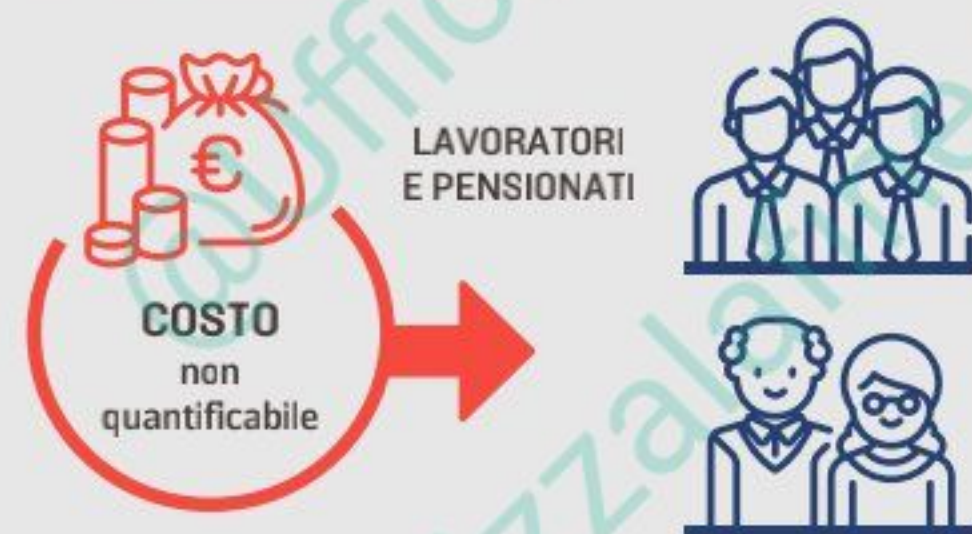 €
LAVORATORI
E PENSIONATI
COSTO
non
quantificabile